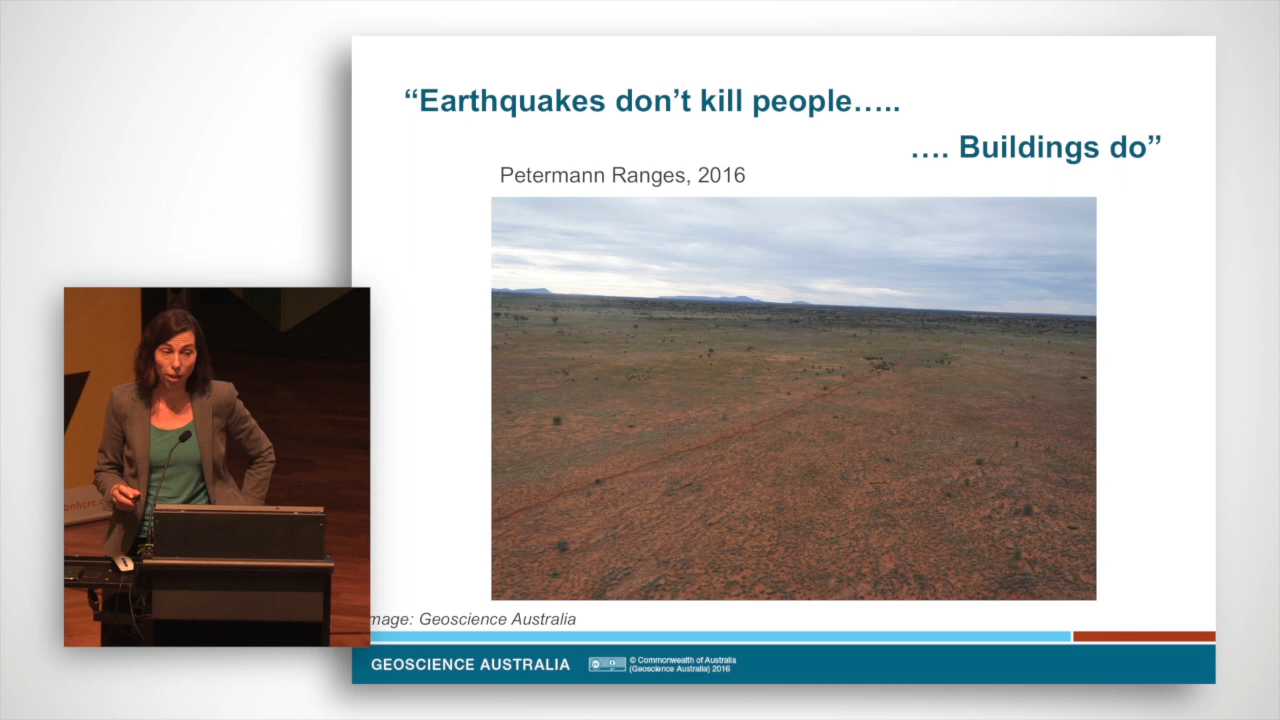 “Earthquakes don’t kill people…..
…. Buildings do”
Petermann Ranges, 2016
mage: Geoscience Australia
GEOSCIENCE AUSTRALIA
© Commonwealth of Australia
(Geoscience Australia) 2016